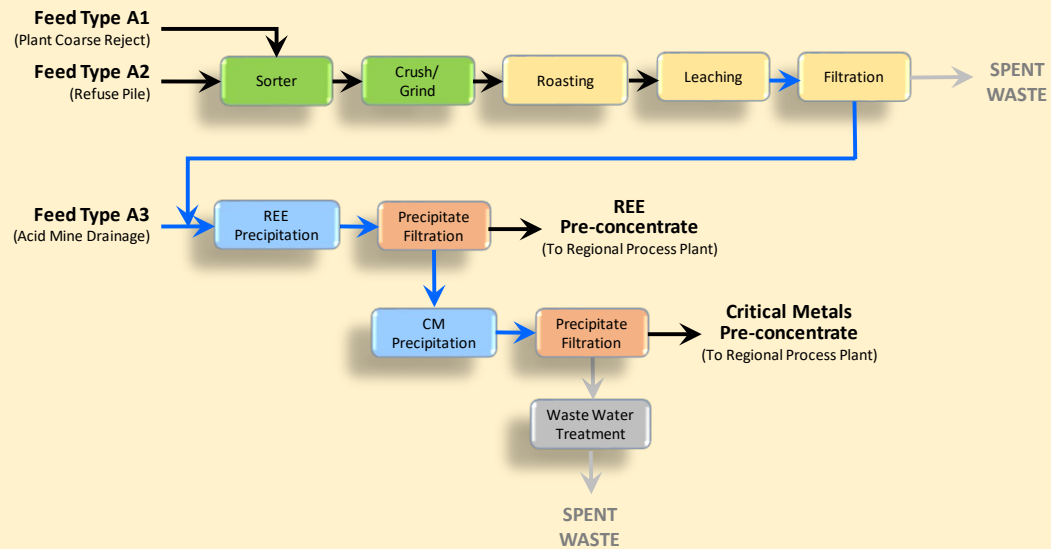 Feed Type A1
(Plant Coarse Reject)
Feed Type A2
(Refuse Pile)
Sorter
Crush/
Grind
Roasting
Leaching
Filtration
SPENT
WASTE
Feed Type A3
(Acid Mine Drainage)
REE
Precipitation
Precipitate
Filtration
REE
Pre-concentrate
(To Regional Process Plant)
CM
Precipitation
Precipitate
Filtration
Critical Metals
Pre-concentrate
(To Regional Process Plant)
Waste Water
Treatment
SPENT
WASTE